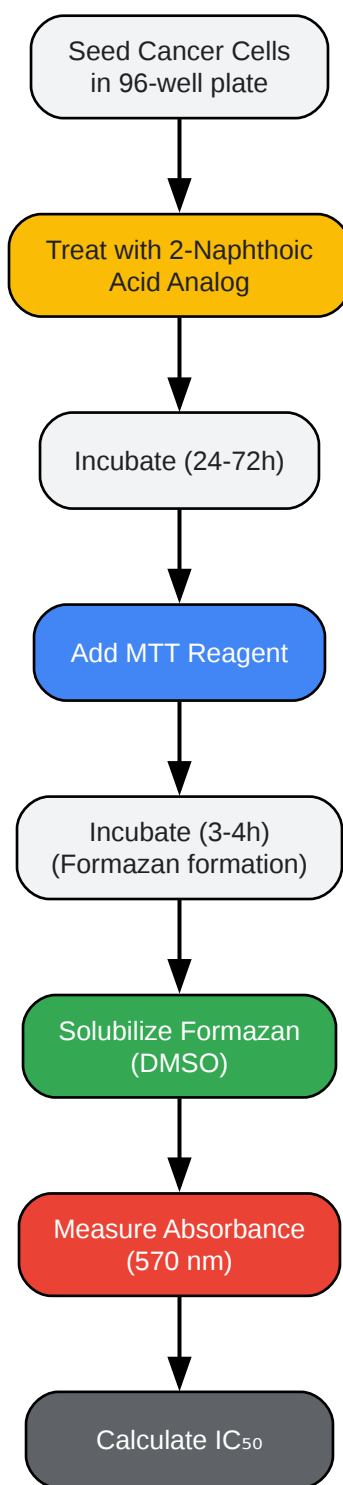 Seed Cancer Cells
in 96-well plate
Treat with 2-Naphthoic
Acid Analog
Incubate (24-72h)
Add MTT Reagent
Incubate (3-4h)
(Formazan formation)
Solubilize Formazan
(DMSO)
Measure Absorbance
(570 nm)
Calculate IC₅₀